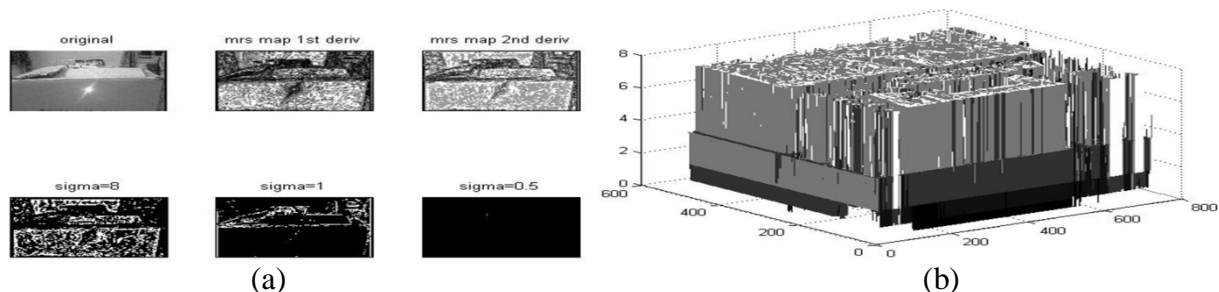 original
mrs map 1st deriv
mrs map 2nd deriv
sigma=8
sigma=1
sigma=0.5
(a)
8
6
4
2
0
600
400
200
0
0
200
400
600
800
(b)